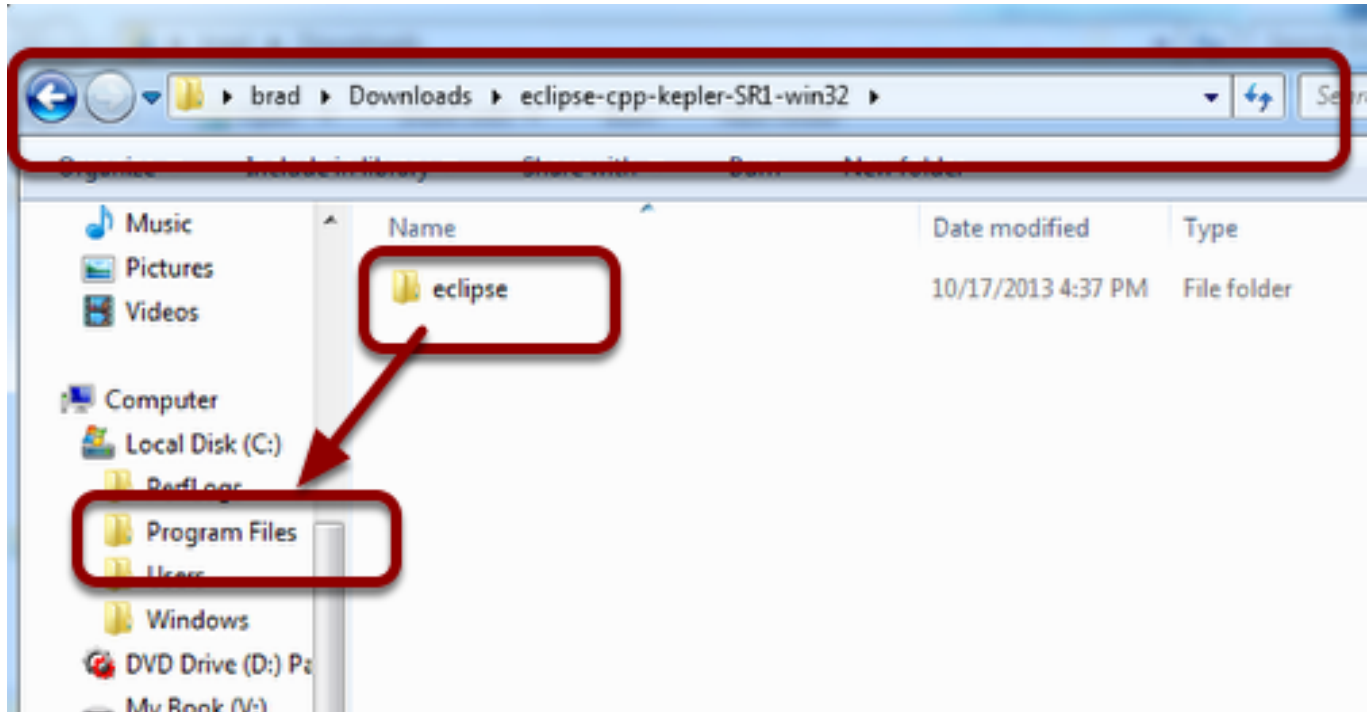 brad ▸ Downloads ▸ eclipse-cpp-kepler-SR1-win32 ▸
Organize Include in library Share with Burn New folder
Name Date modified Type
eclipse 10/17/2013 4:37 PM File folder
Music
Pictures
Videos
Computer
Local Disk (C:)
PerfLogs
Program Files
Users
Windows
DVD Drive (D:) Pa
My Book (V:)